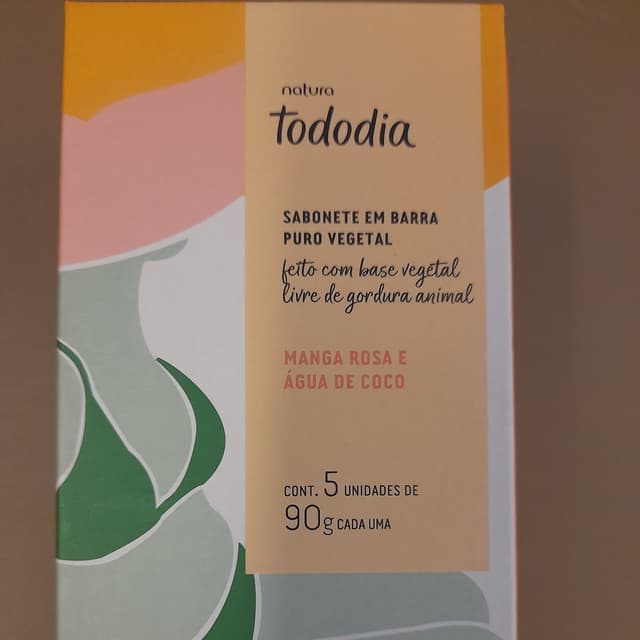 natura
Tododia
SABONETE EM BARRA
PURO VEGETAL
feito com base vegetal
livre de gordura animal
MANGA ROSA E
ÁGUA DE COCO
CONT. 5 UNIDADES DE
90g CADA UMA